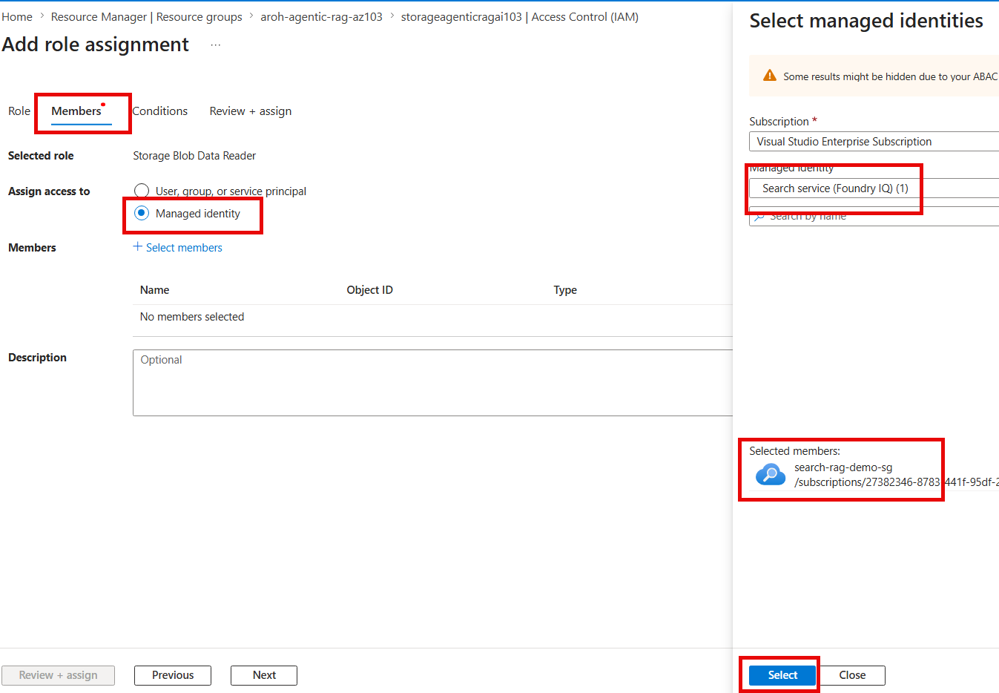 Home > Resource Manager | Resource groups > aroh-agentic-rag-az103 > storageagenticragai103 | Access Control (IAM)
Add role assignment ...
Role Members Conditions Review + assign
Selected role Storage Blob Data Reader
Assign access to User, group, or service principal
Managed identity
Members + Select members
Name Object ID Type
No members selected
Description Optional
Review + assign Previous Next
Select managed identities
Some results might be hidden due to your ABAC
Subscription *
Visual Studio Enterprise Subscription
Managed identity
Search service (Foundry IQ) (1)
Search by name
Selected members:
search-rag-demo-sg
/subscriptions/27382346-8783-441f-95df-2
Select Close